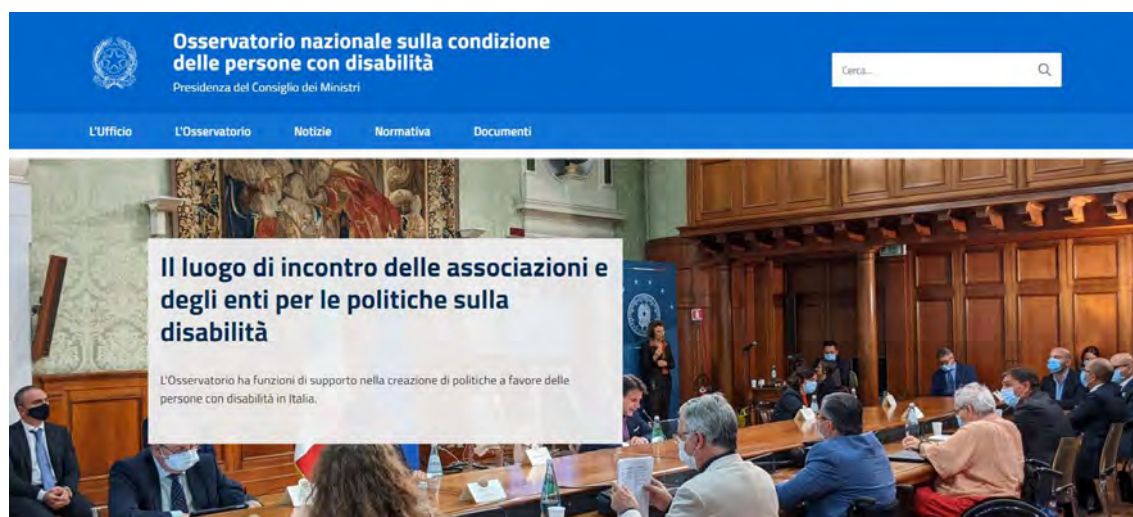 Osservatorio nazionale sulla condizione
delle persone con disabilità
Presidenza del Consiglio dei Ministri
Cerca...
L'Ufficio
L'Osservatorio
Notizie
Normativa
Documenti
Il luogo di incontro delle associazioni e
degli enti per le politiche sulla
disabilità
L'Osservatorio ha funzioni di supporto nella creazione di politiche a favore delle
persone con disabilità in Italia.